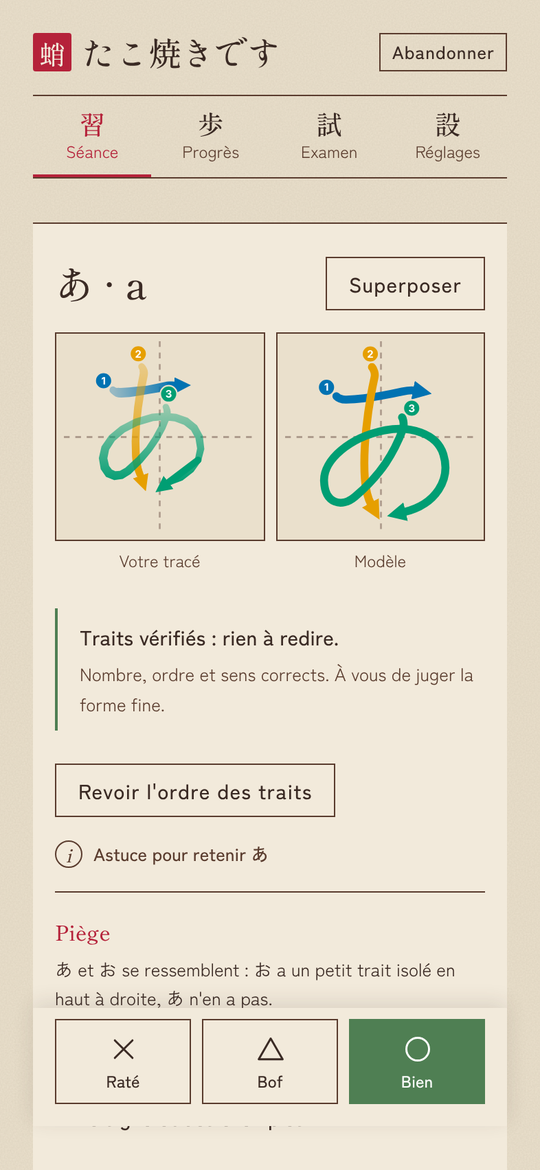 蛸 たこ焼きです
Abandonner
習 歩 試 設
Séance Progrès Examen Réglages
あ · a
Superposer
1 2 3
1 2 3
Votre tracé
Modèle
Traits vérifiés : rien à redire.
Nombre, ordre et sens corrects. À vous de juger la
forme fine.
Revoir l'ordre des traits
i Astuce pour retenir あ
Piège
あ et お se ressemblent : お a un petit trait isolé en
haut à droite, あ n'en a pas.
Raté
Bof
Bien